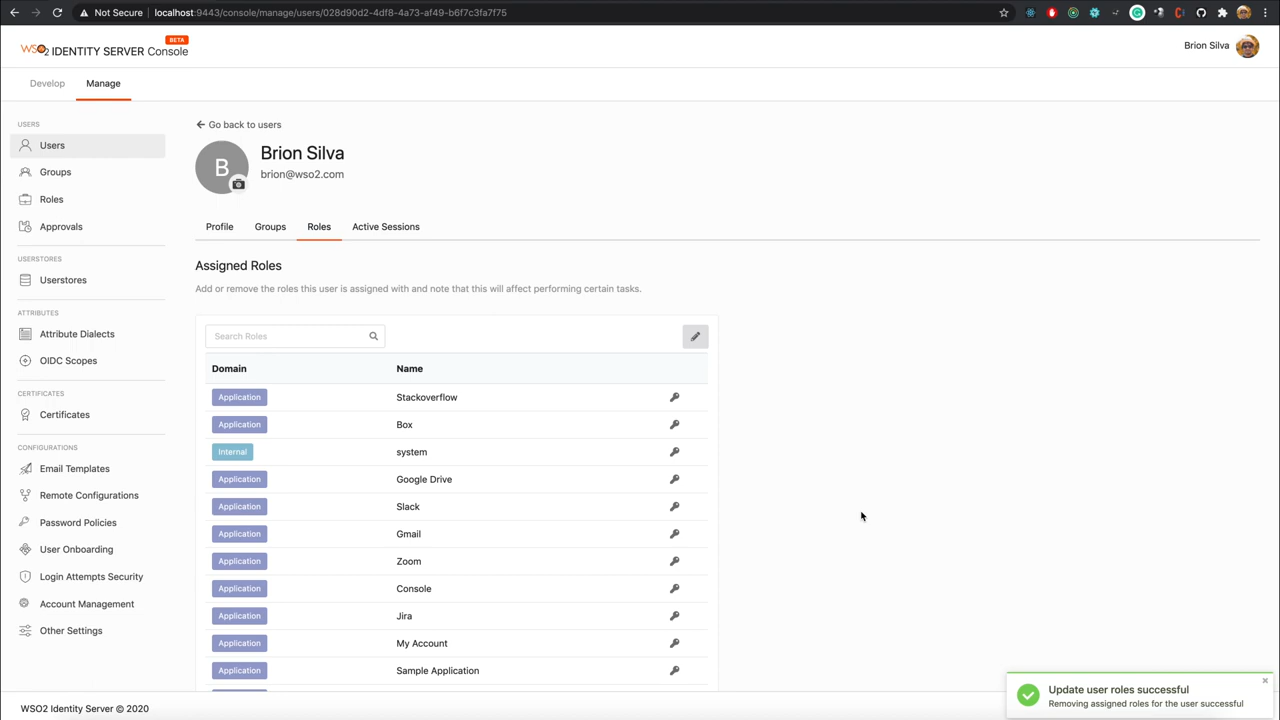 Not Secure localhost:9443/console/manage/users/028d90d2-4df8-4a73-af49-b6f7c3fa7f75
BETA
WSO2 IDENTITY SERVER Console
Brion Silva
Develop
Manage
USERS
Users
Groups
Roles
Approvals
USERSTORES
Userstores
ATTRIBUTES
Attribute Dialects
OIDC Scopes
CERTIFICATES
Certificates
CONFIGURATIONS
Email Templates
Remote Configurations
Password Policies
User Onboarding
Login Attempts Security
Account Management
Other Settings
Go back to users
B
Brion Silva
brion@wso2.com
Profile Groups Roles Active Sessions
Assigned Roles
Add or remove the roles this user is assigned with and note that this will affect performing certain tasks.
Search Roles
Domain Name
Application Stackoverflow
Application Box
Internal system
Application Google Drive
Application Slack
Application Gmail
Application Zoom
Application Console
Application Jira
Application My Account
Application Sample Application
Update user roles successful
Removing assigned roles for the user successful
WSO2 Identity Server © 2020